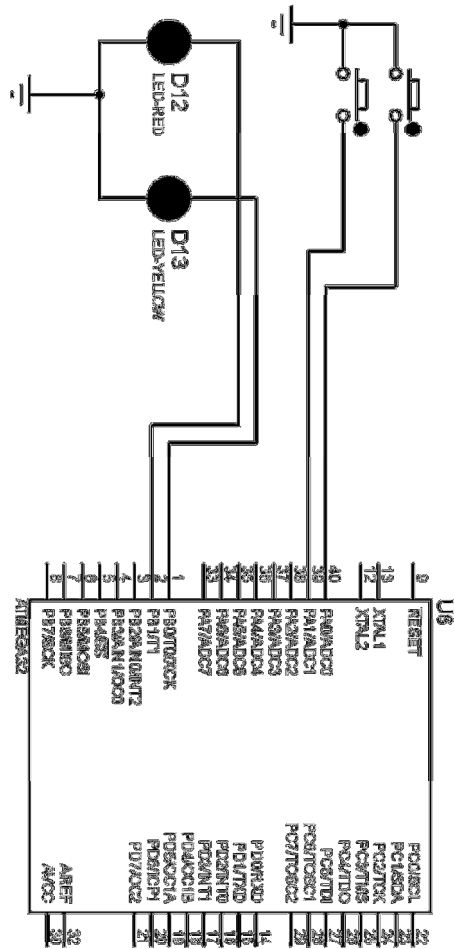 D12
LED-RED
D13
LED-YELLOW
U6
9
RESET
13
XTAL1
12
XTAL2
40
PA0/ADC0
39
PA1/ADC1
38
PA2/ADC2
37
PA3/ADC3
36
PA4/ADC4
35
PA5/ADC5
34
PA6/ADC6
33
PA7/ADC7
1
PB0/T0/XCK
2
PB1/T1
3
PB2/AIN0/INT2
4
PB3/AIN1/OC0
5
PB4/SS
6
PB5/MOSI
7
PB6/MISO
8
PB7/SCK
ATMEGA32
PC0/SCL
22
PC1/SDA
23
PC2/TCK
24
PC3/TMS
25
PC4/TDO
26
PC5/TDI
27
PC6/TOSC1
28
PC7/TOSC2
29
PD0/RXD
14
PD1/TXD
15
PD2/INT0
16
PD3/INT1
17
PD4/OC1B
18
PD5/OC1A
19
PD6/ICP1
20
PD7/OC2
21
AREF
32
AVCC
30